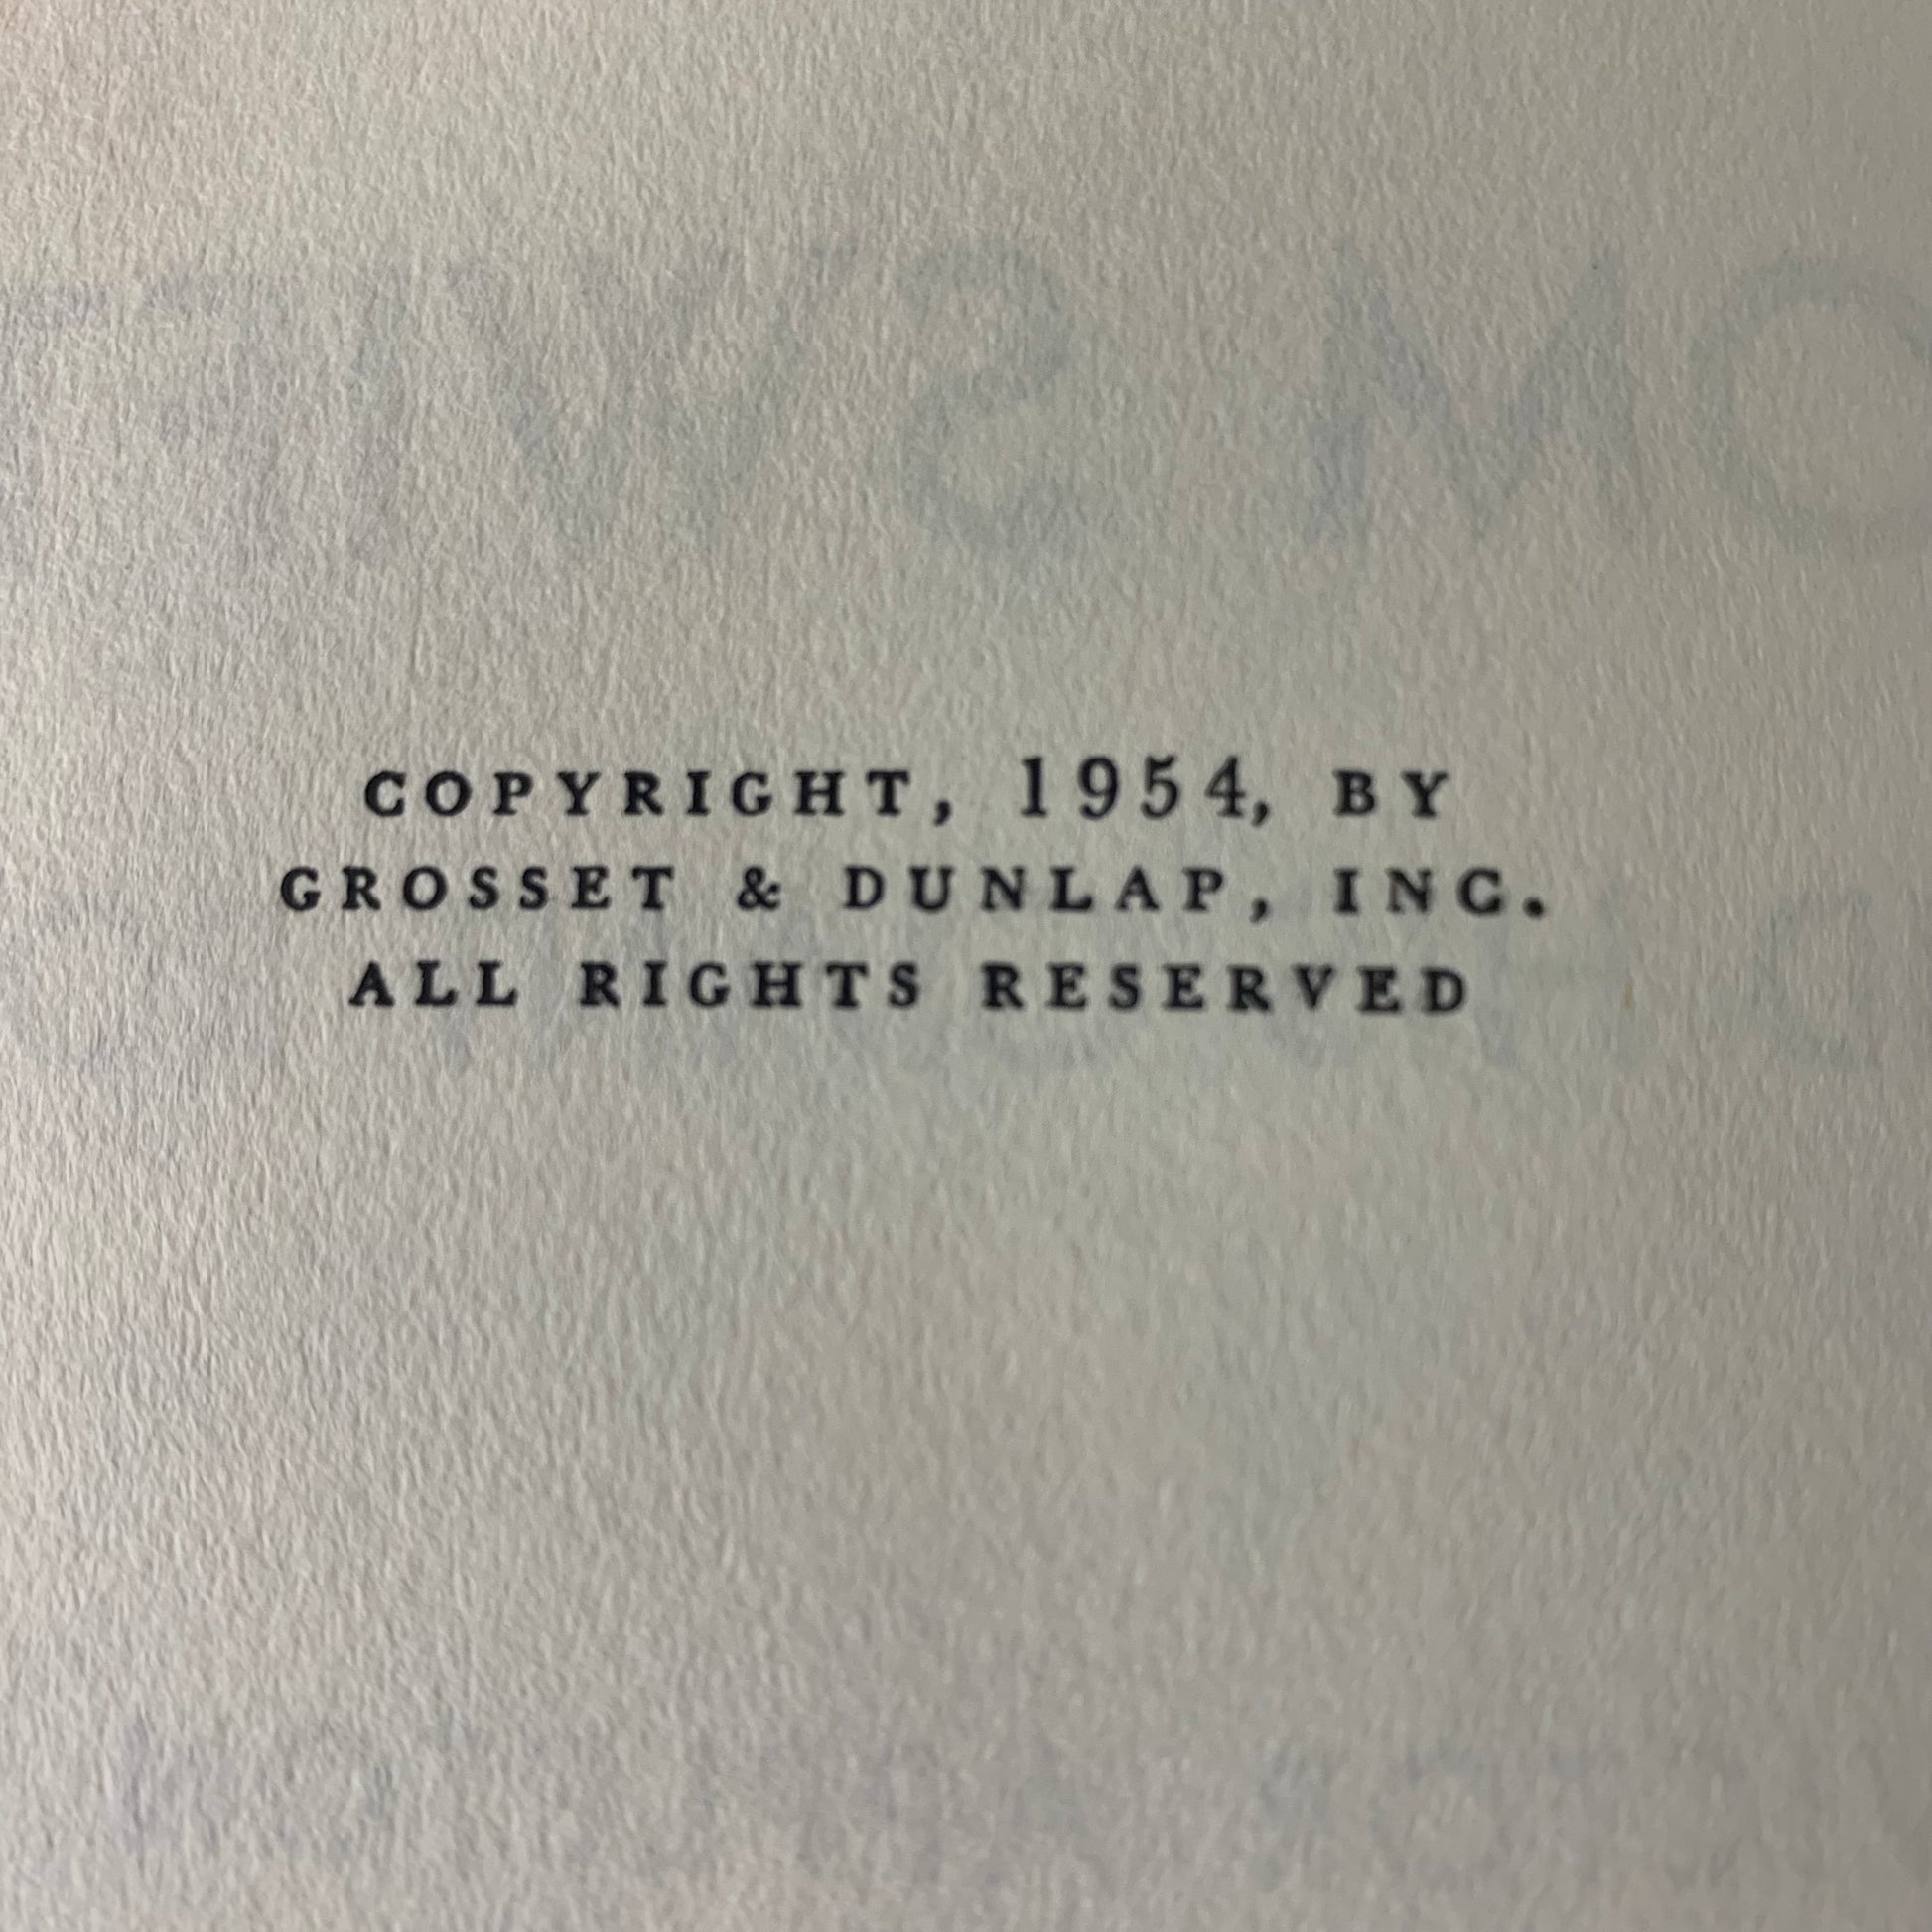 COPYRIGHT, 1954, BY
GROSSET & DUNLAP, INC.
ALL RIGHTS RESERVED